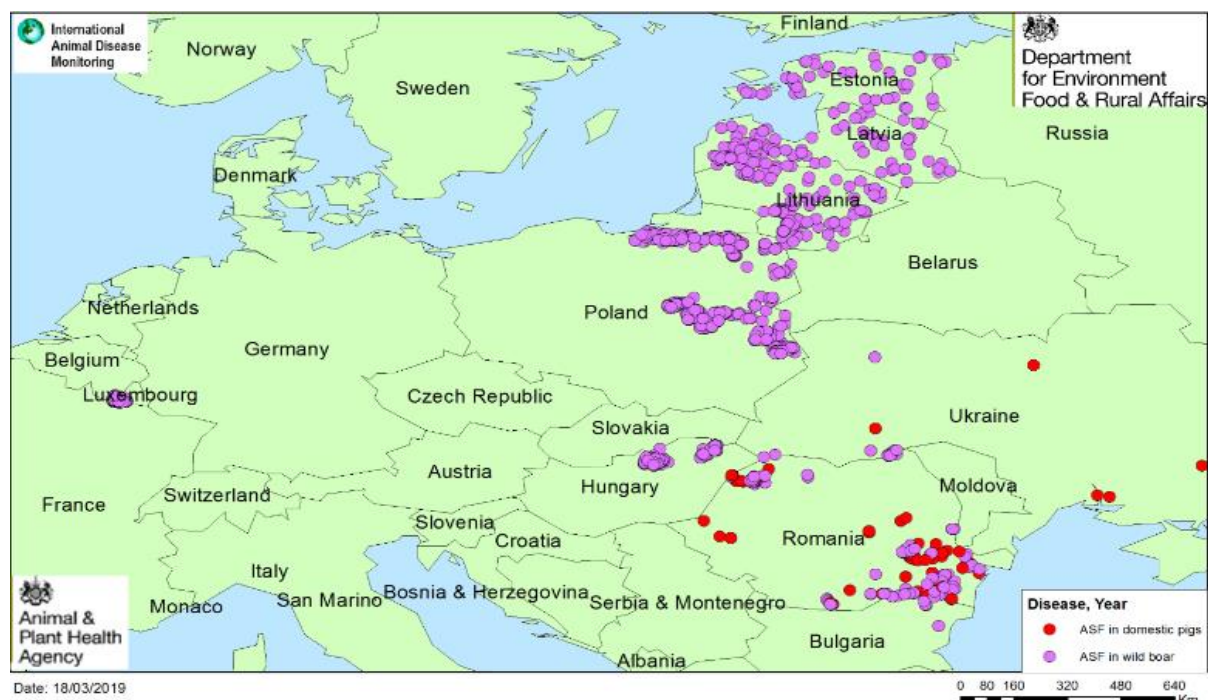 International
Animal Disease
Monitoring
Department
for Environment
Food & Rural Affairs
Finland
Norway
Sweden
Estonia
Russia
Latvia
Denmark
Lithuania
Belarus
Netherlands
Poland
Germany
Belgium
Luxembourg
Czech Republic
Ukraine
Slovakia
Austria
Hungary
Moldova
Switzerland
France
Slovenia
Croatia
Romania
Italy
Bosnia & Herzegovina
Monaco
San Marino
Serbia & Montenegro
Bulgaria
Albania
Animal &
Plant Health
Agency
Disease, Year
ASF in domestic pigs
ASF in wild boar
Date: 18/03/2019
0 80 160 320 480 640
Km